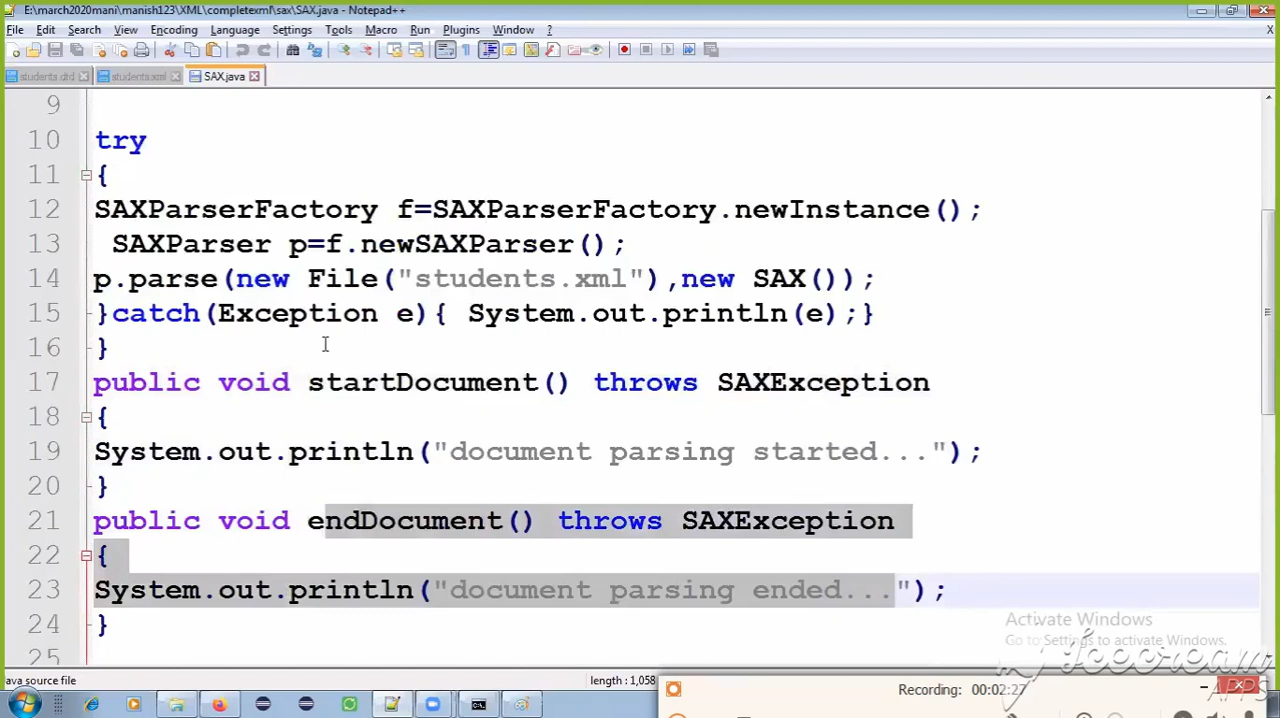 E:\march2020mani\manish123\XML\completexml\sax\SAX.java - Notepad++
File Edit Search View Encoding Language Settings Tools Macro Run Plugins Window ? X
students.dtd students.xml SAX.java
9
10 try
11 {
12 SAXParserFactory f=SAXParserFactory.newInstance();
13 SAXParser p=f.newSAXParser();
14 p.parse(new File("students.xml"),new SAX());
15 }catch(Exception e){ System.out.println(e);}
16 }
17 public void startDocument() throws SAXException
18 {
19 System.out.println("document parsing started...");
20 }
21 public void endDocument() throws SAXException
22 {
23 System.out.println("document parsing ended...");
24 }
25
Activate Windows
Go to Settings to activate Windows.
Icecream
APPS
Java source file length : 1,058
Recording: 00:02:27